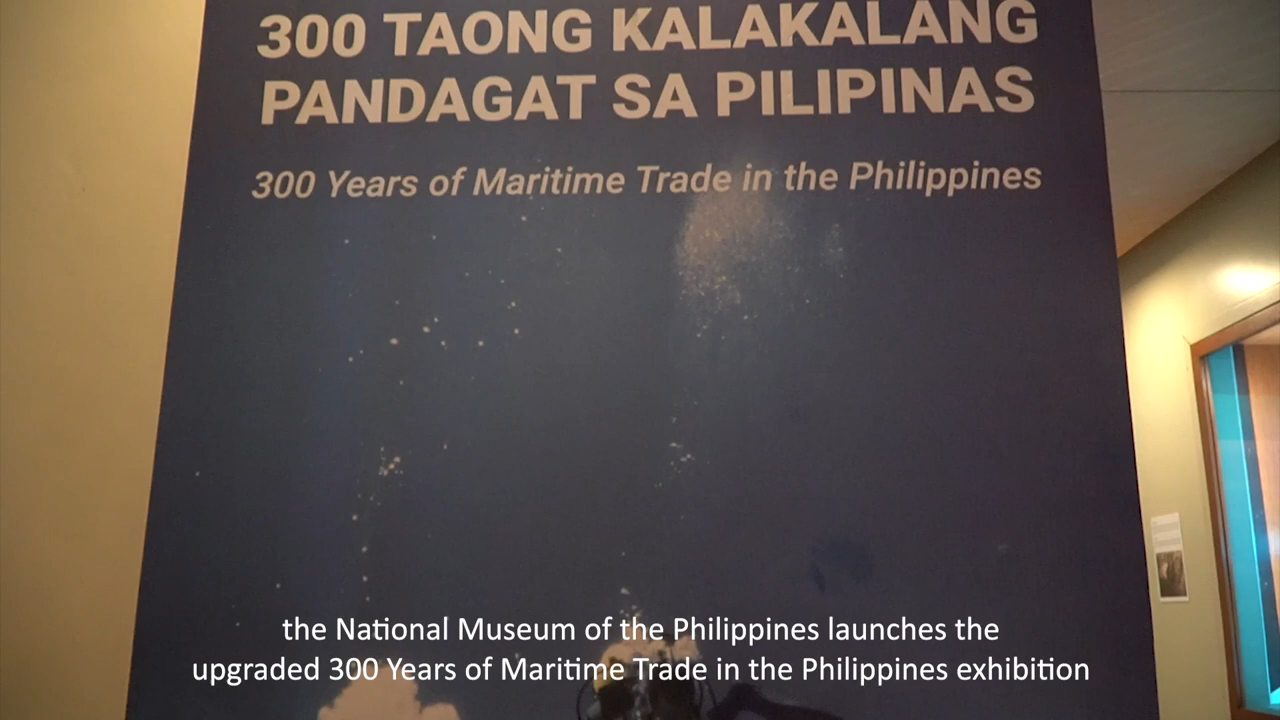 300 TAONG KALAKALANG
PANDAGAT SA PILIPINAS
300 Years of Maritime Trade in the Philippines
the National Museum of the Philippines launches the
upgraded 300 Years of Maritime Trade in the Philippines exhibition